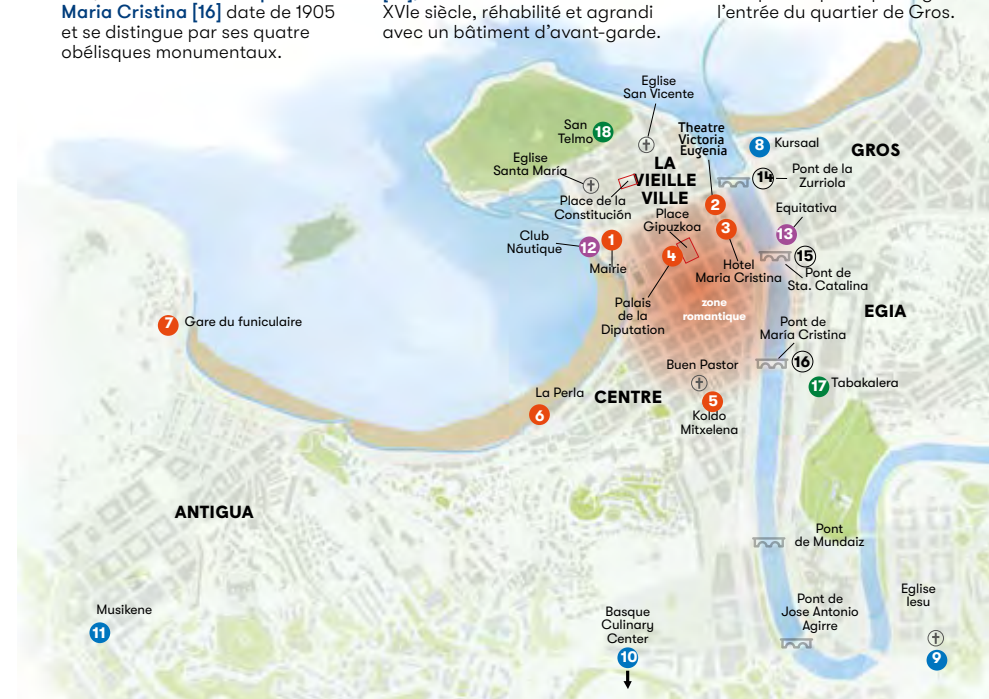 Maria Cristina [16] date de 1905
et se distingue par ses quatre
obélisques monumentaux.
XVIe siècle, réhabilité et agrandi
avec un bâtiment d'avant-garde.
l'entrée du quartier de Gros.
Eglise
San Vicente
San
Telmo
18
Theatre
Victoria
Eugenia
8
Kursaal
GROS
Eglise
Santa María
LA
VIEILLE
VILLE
14
Pont de la
Zurriola
Place de la
Constitución
2
Place
Gipuzkoa
Equitativa
13
3
Club
Náutique
12
1
Mairie
4
Hotel
Maria Cristina
15
Pont de
Sta. Catalina
Palais
de la
Diputation
zone
romantique
EGIA
7
Gare du funiculaire
Pont de
María Cristina
16
Buen Pastor
17
Tabakalera
La Perla
6
CENTRE
5
Koldo
Mitxelena
ANTIGUA
Pont
de Mundaiz
Musikene
11
Basque
Culinary
Center
10
Pont de
Jose Antonio
Agirre
Eglise
Iesu
9